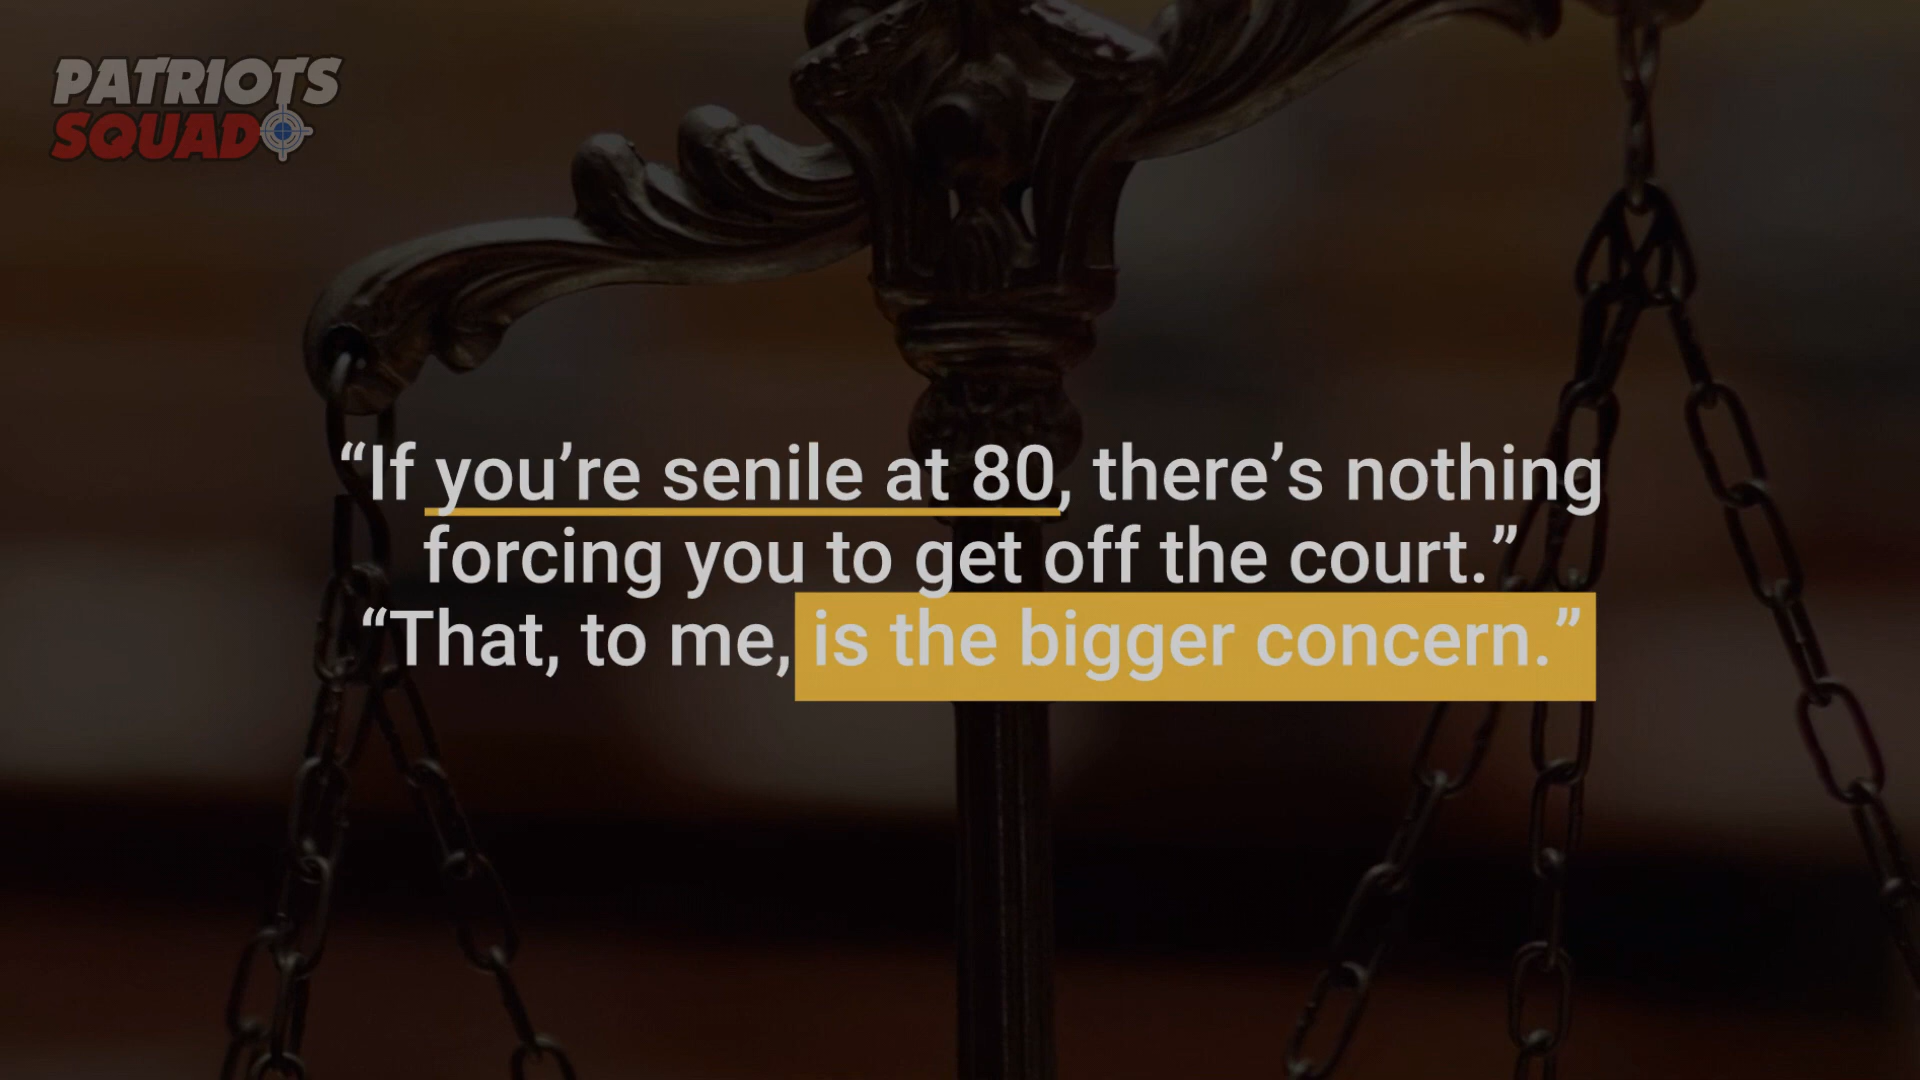 PATRIOTS
SQUAD
“If you’re senile at 80, there’s nothing
forcing you to get off the court.”
“That, to me, is the bigger concern.”